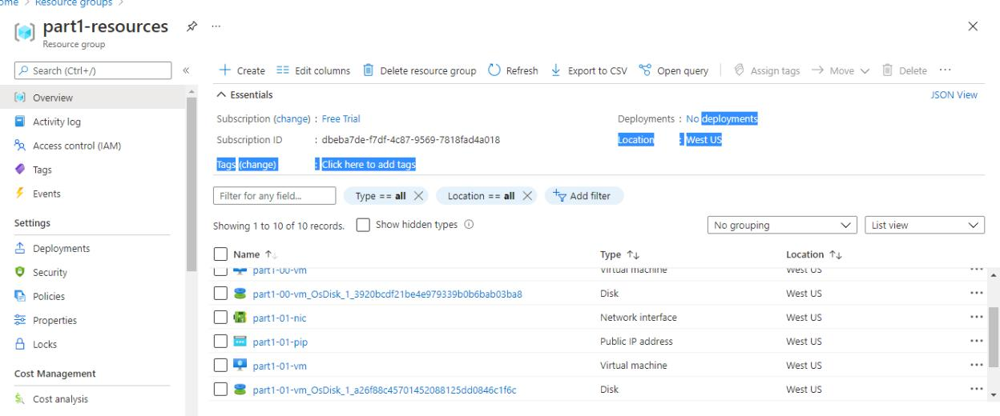 ome > Resource groups >
part1-resources ...
Resource group
Search (Ctrl+/) «
Overview
Activity log
Access control (IAM)
Tags
Events
Settings
Deployments
Security
Policies
Properties
Locks
Cost Management
Cost analysis
Create Edit columns Delete resource group Refresh Export to CSV Open query Assign tags Move Delete ...
Essentials JSON View
Subscription (change) : Free Trial Deployments : No deployments
Subscription ID : dbeba7de-f7df-4c87-9569-7818fad4a018 Location : West US
Tags (change) : Click here to add tags
Filter for any field... Type == all Location == all Add filter
Showing 1 to 10 of 10 records. Show hidden types No grouping List view
Name Type Location
part1-00-vm Virtual machine West US ...
part1-00-vm_OsDisk_1_3920bcdf21be4e979339b0b6bab03ba8 Disk West US ...
part1-01-nic Network interface West US ...
part1-01-pip Public IP address West US ...
part1-01-vm Virtual machine West US ...
part1-01-vm_OsDisk_1_a26f88c45701452088125dd0846c1f6c Disk West US ...